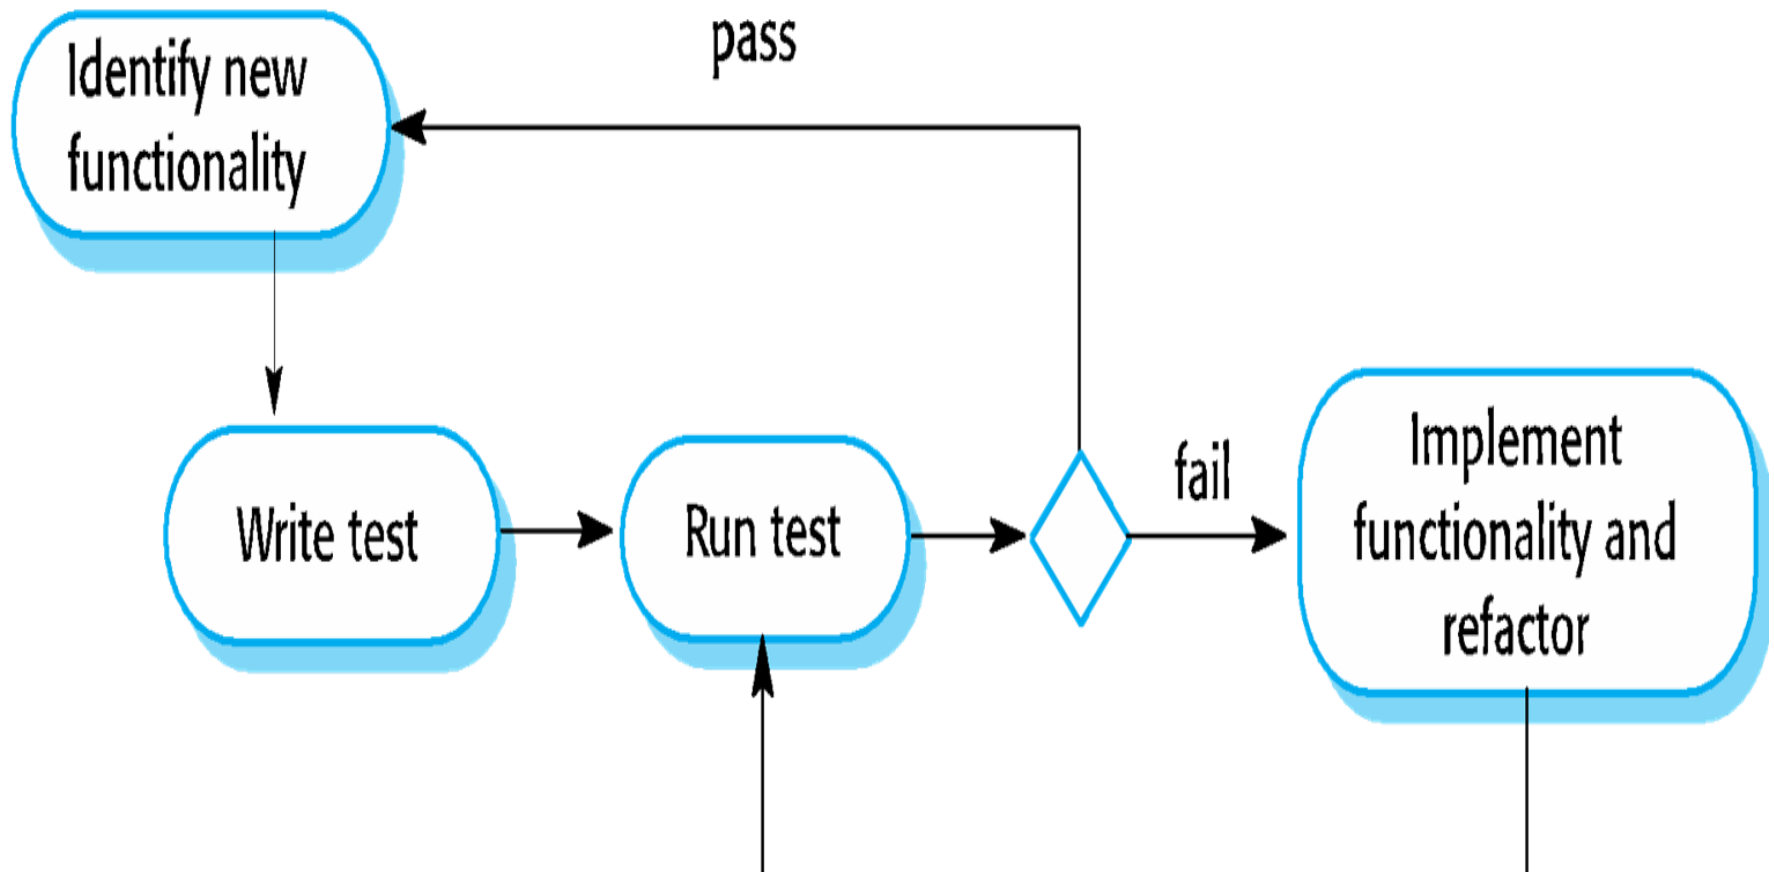 Identify new
functionality
pass
Write test
Run test
fail
Implement
functionality and
refactor